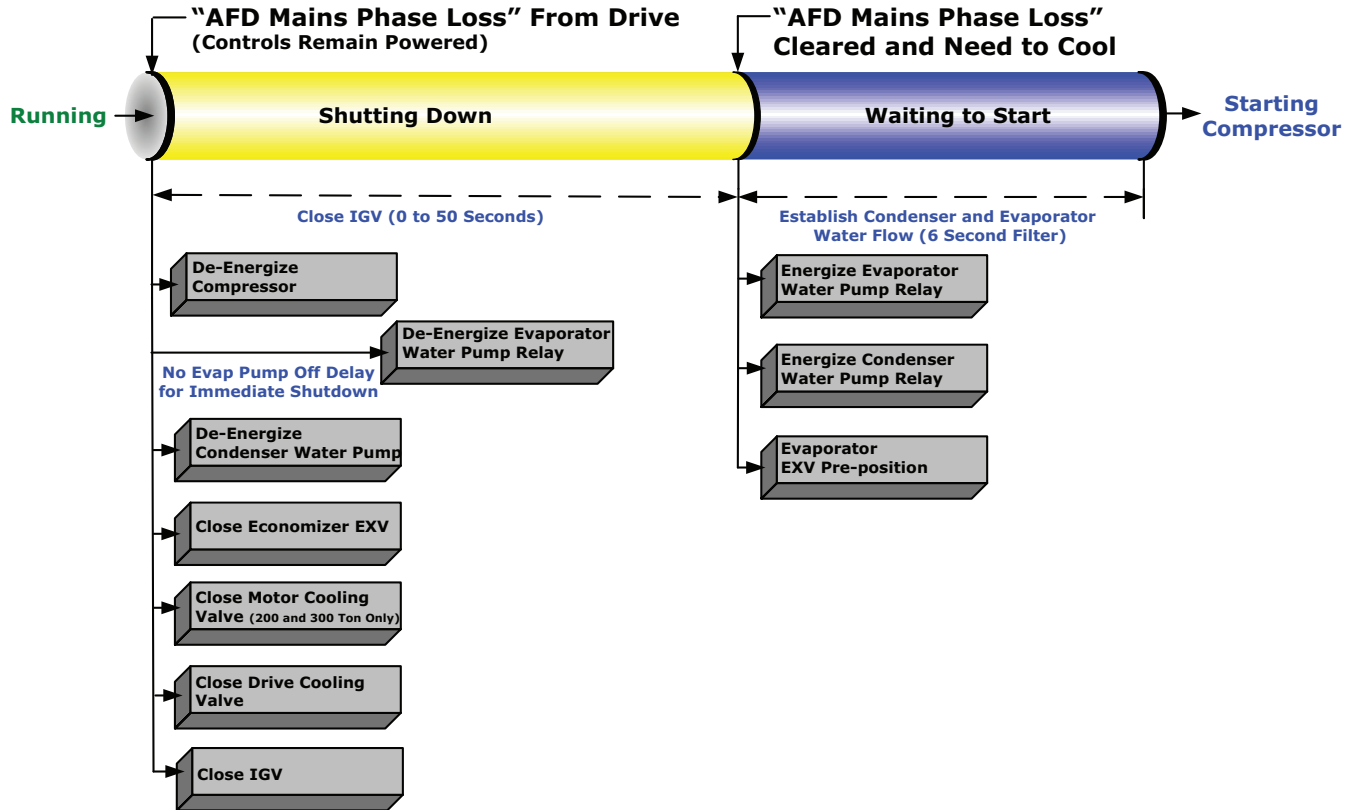 “AFD Mains Phase Loss” From Drive
(Controls Remain Powered)
“AFD Mains Phase Loss”
Cleared and Need to Cool
Running
Shutting Down
Waiting to Start
Starting
Compressor
Close IGV (0 to 50 Seconds)
Establish Condenser and Evaporator
Water Flow (6 Second Filter)
De-Energize
Compressor
De-Energize Evaporator
Water Pump Relay
No Evap Pump Off Delay
for Immediate Shutdown
De-Energize
Condenser Water Pump
Close Economizer EXV
Close Motor Cooling
Valve (200 and 300 Ton Only)
Close Drive Cooling
Valve
Close IGV
Energize Evaporator
Water Pump Relay
Energize Condenser
Water Pump Relay
Evaporator
EXV Pre-position